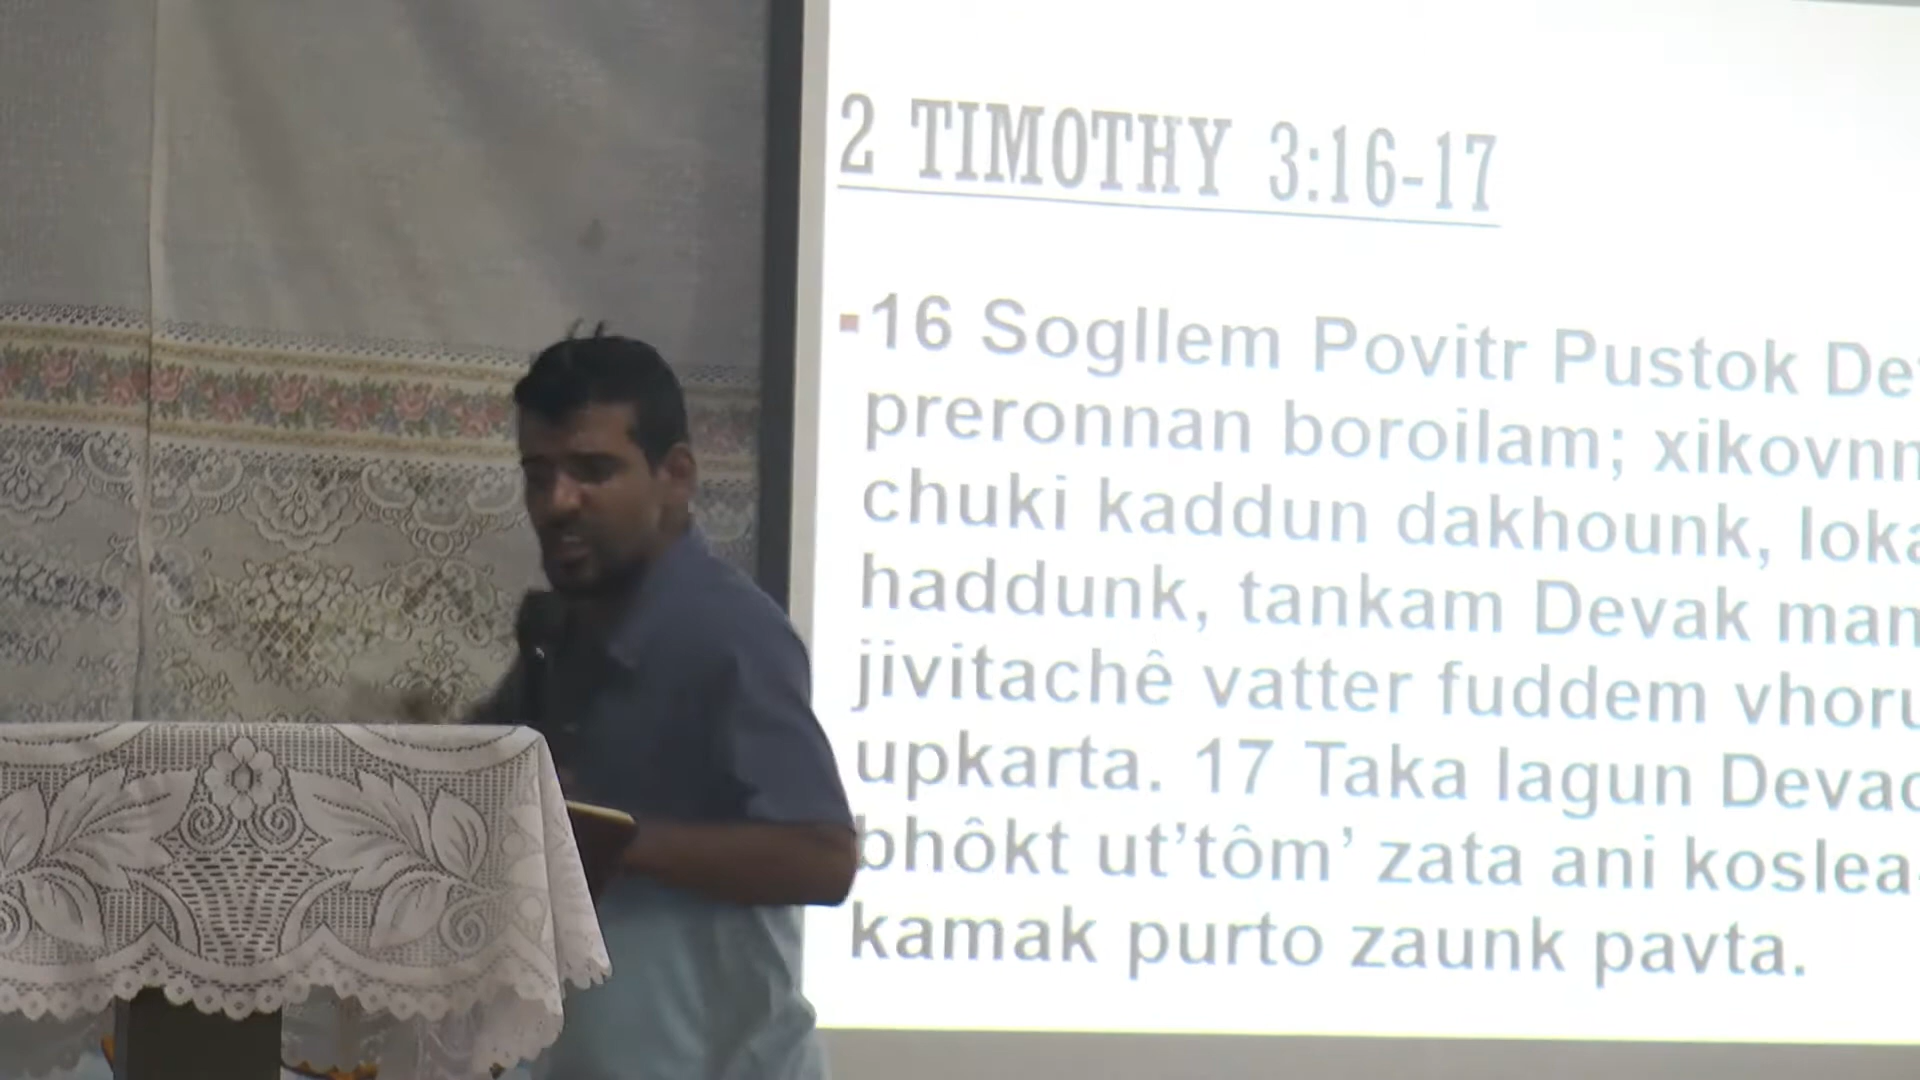 2 TIMOTHY 3:16-17
16 Sogllem Povitr Pustok
preronnan boroilam;
chuki kaddun dakhounk,
haddunk, tankam Devak
jivitachê vatter fuddem
upkarta. 17 Taka lagun
bhôkt ut’tôm’ zata ani
kamak purto zaunk pavta.